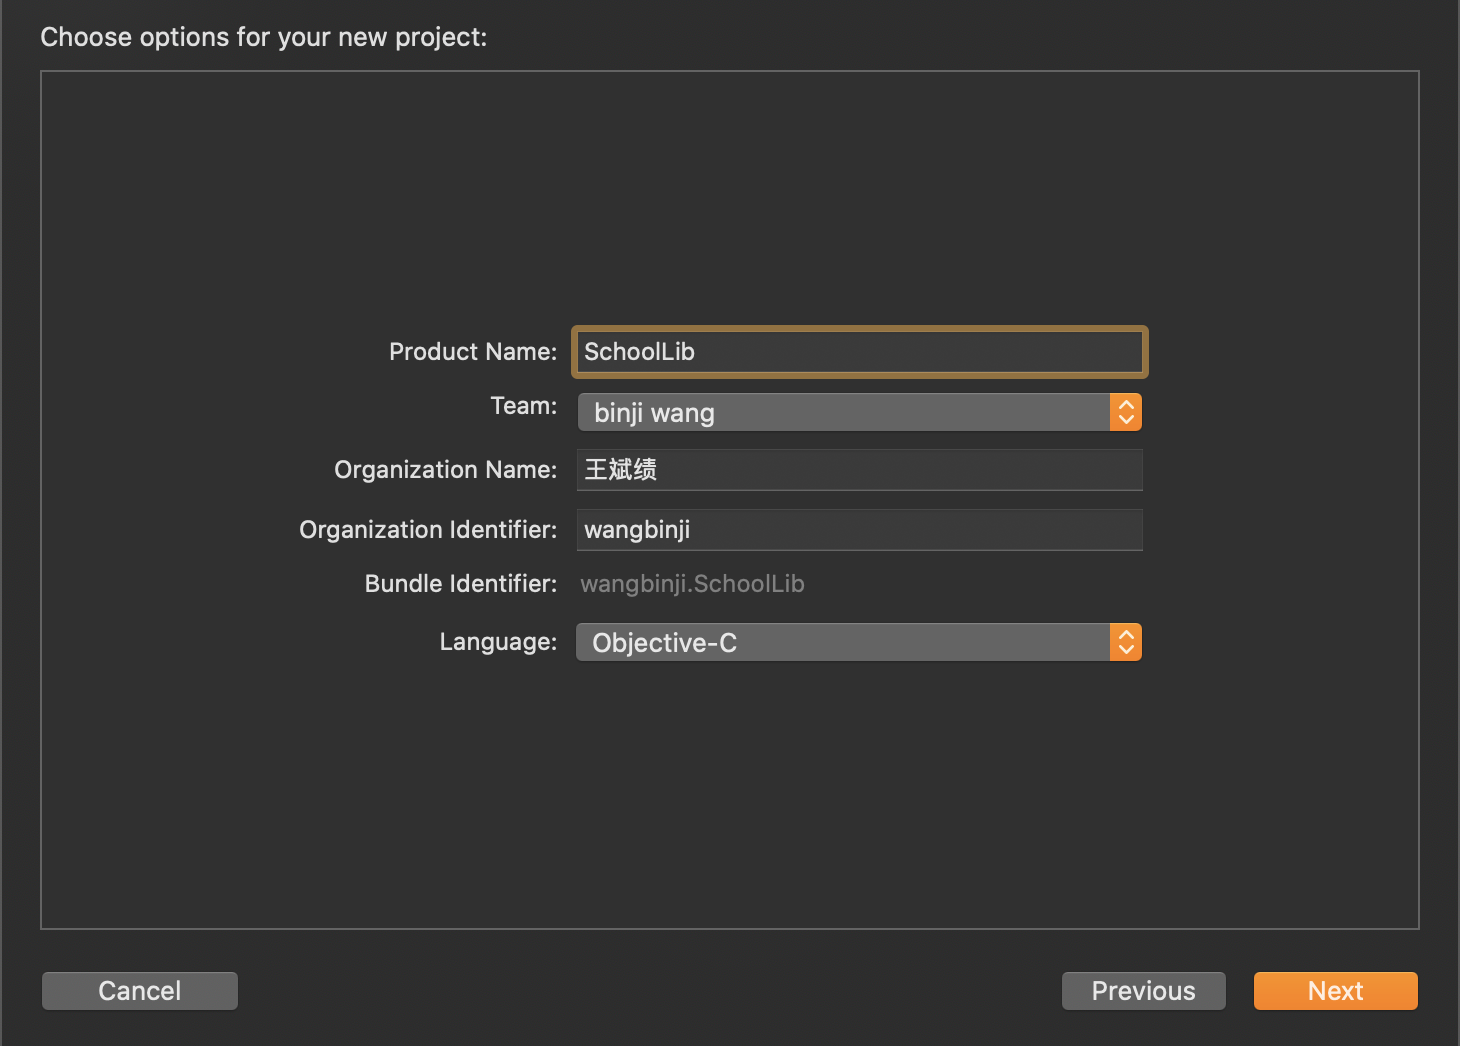 Choose options for your new project:
Product Name: SchoolLib
Team: binji wang
Organization Name: 王斌绩
Organization Identifier: wangbinji
Bundle Identifier: wangbinji.SchoolLib
Language: Objective-C
Cancel Previous Next